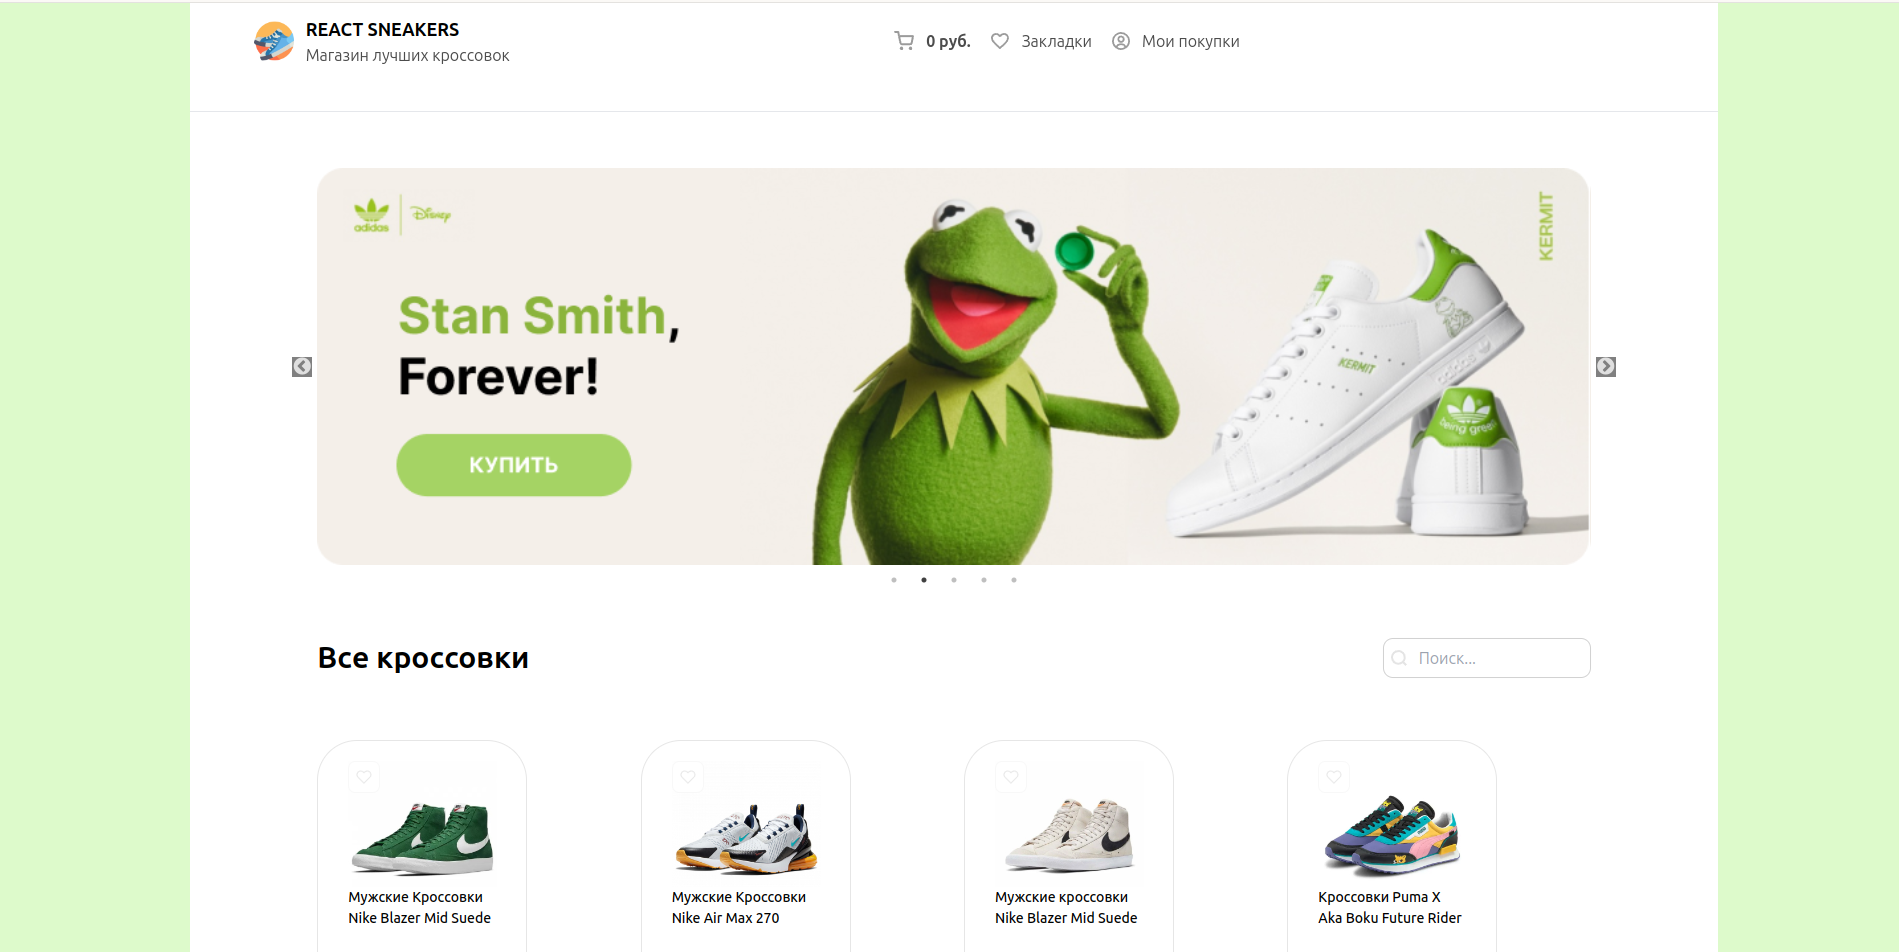 REACT SNEAKERS
Магазин лучших кроссовок
0 руб.
Закладки
Мои покупки
adidas
Disney
KERMIT
Stan Smith,
Forever!
КУПИТЬ
KERMIT
being green
Все кроссовки
Поиск...
Мужские Кроссовки
Nike Blazer Mid Suede
Мужские Кроссовки
Nike Air Max 270
Мужские кроссовки
Nike Blazer Mid Suede
Кроссовки Puma X
Aka Boku Future Rider